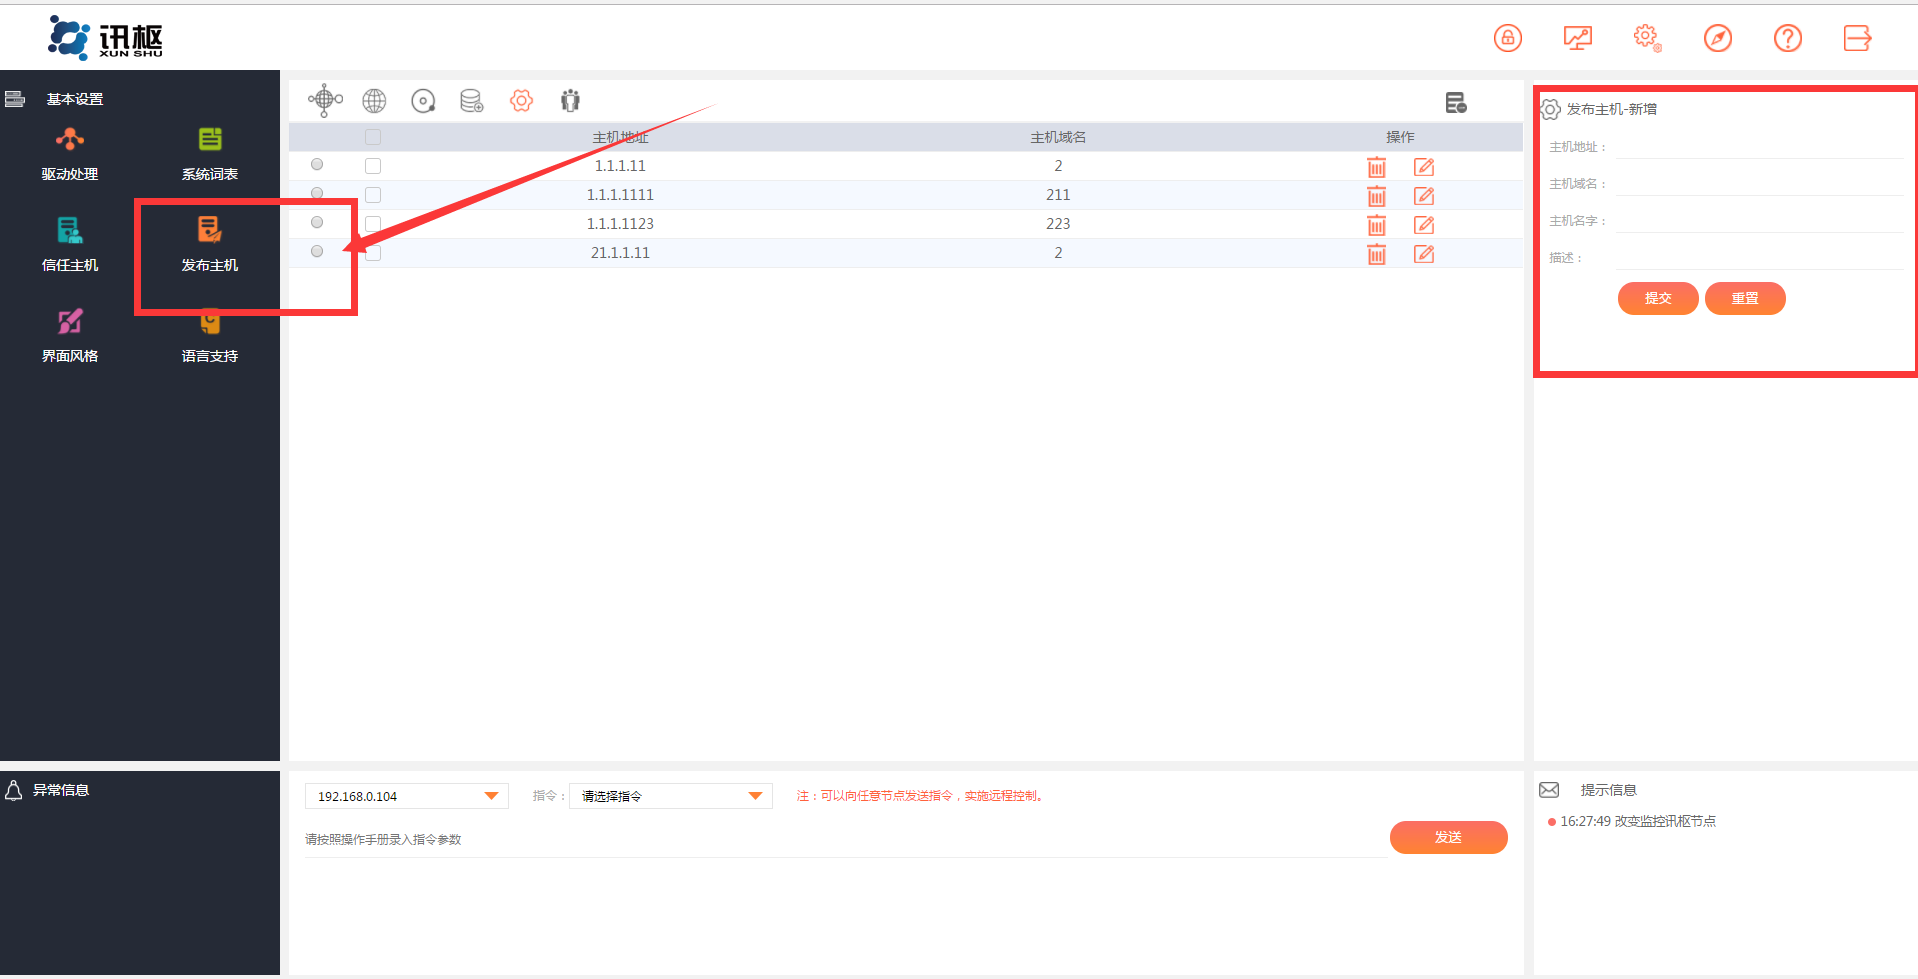 讯枢
XUN SHU
基本设置
驱动处理
系统词表
信任主机
发布主机
界面风格
语言支持
主机地址 主机域名 操作
1.1.1.11 2
1.1.1.1111 211
1.1.1.1123 223
21.1.1.11 2
发布主机-新增
主机地址：
主机域名：
主机名字：
描述：
提交 重置
异常信息
192.168.0.104 指令： 请选择指令 注：可以向任意节点发送指令，实施远程控制。
请按照操作手册录入指令参数
发送
提示信息
16:27:49 改变监控讯枢节点